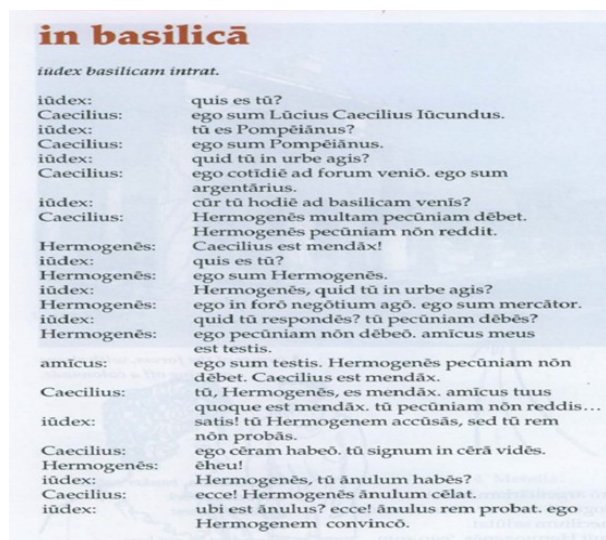 in basilicā
iūdex basilicam intrat.
iūdex: quis es tū?
Caecilius: ego sum Lūcius Caecilius Iūcundus.
iūdex: tū es Pompēiānus?
Caecilius: ego sum Pompēiānus.
iūdex: quid tū in urbe agis?
Caecilius: ego cotīdiē ad forum veniō. ego sum
argentārius.
iūdex: cūr tū hodiē ad basilicam venīs?
Caecilius: Hermogenēs multam pecūniam dēbet.
Hermogenēs pecūniam nōn reddit.
Hermogenēs: Caecilius est mendāx!
iūdex: quis es tū?
Hermogenēs: ego sum Hermogenēs.
iūdex: Hermogenēs, quid tū in urbe agis?
Hermogenēs: ego in forō negōtium agō. ego sum mercātor.
iūdex: quid tū respondēs? tū pecūniam dēbēs?
Hermogenēs: ego pecūniam nōn dēbeō. amīcus meus
est testis.
amīcus: ego sum testis. Hermogenēs pecūniam nōn
dēbet. Caecilius est mendāx.
Caecilius: tū, Hermogenēs, es mendāx. amīcus tuus
quoque est mendāx. tū pecūniam nōn reddis...
iūdex: satis! tū Hermogenem accūsās, sed tū rem
nōn probās.
Caecilius: ego cēram habeō. tū signum in cērā vidēs.
Hermogenēs: ēheu!
iūdex: Hermogenēs, tū ānulum habēs?
Caecilius: ecce! Hermogenēs ānulum cēlat.
iūdex: ubi est ānulus? ecce! ānulus rem probat. ego
Hermogenem convincō.